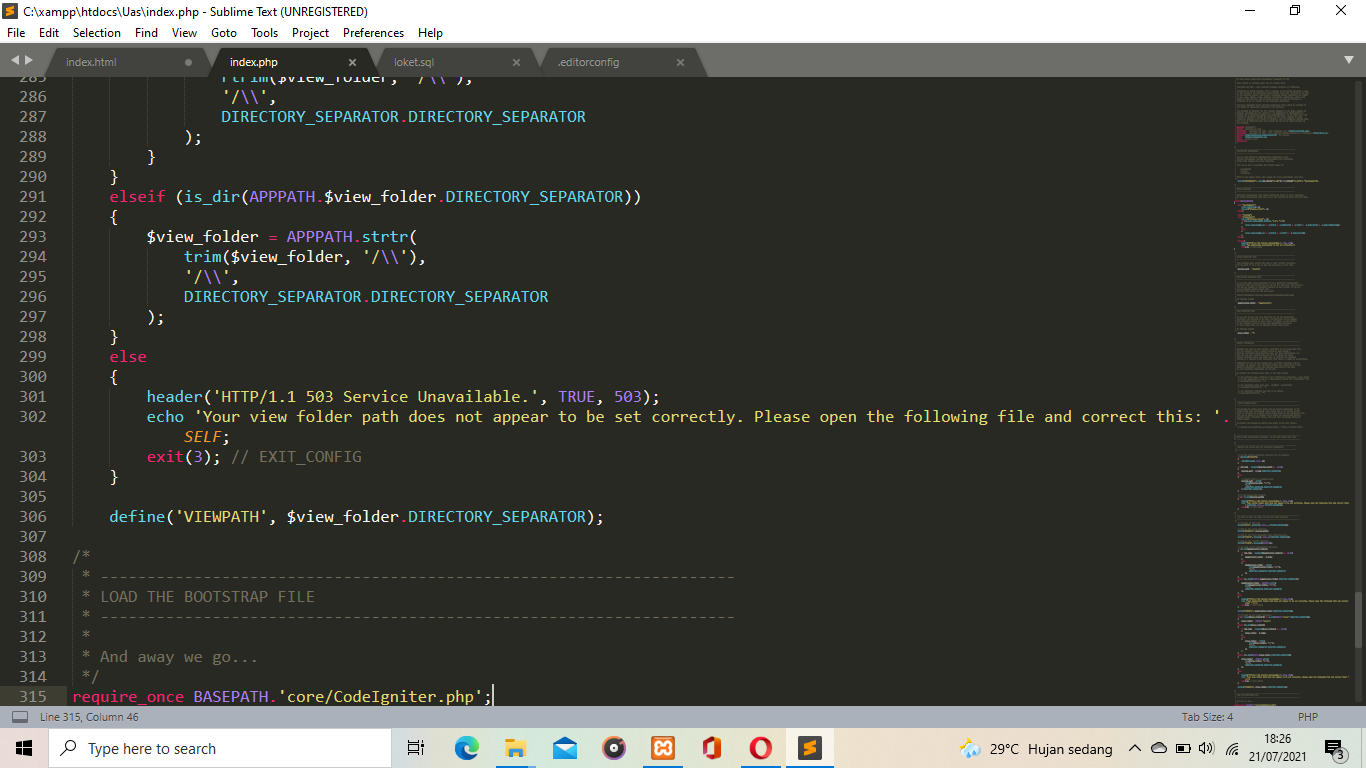 C:\xampp\htdocs\Uas\index.php - Sublime Text (UNREGISTERED)
File Edit Selection Find View Goto Tools Project Preferences Help
index.html index.php loket.sql .editorconfig
285 rtrim($view_folder, '/\\'),
286 '/\\',
287 DIRECTORY_SEPARATOR.DIRECTORY_SEPARATOR
288 );
289 }
290 }
291 elseif (is_dir(APPPATH.$view_folder.DIRECTORY_SEPARATOR))
292 {
293 $view_folder = APPPATH.strtr(
294 trim($view_folder, '/\\'),
295 '/\\',
296 DIRECTORY_SEPARATOR.DIRECTORY_SEPARATOR
297 );
298 }
299 else
300 {
301 header('HTTP/1.1 503 Service Unavailable.', TRUE, 503);
302 echo 'Your view folder path does not appear to be set correctly. Please open the following file and correct this: '.
SELF;
303 exit(3); // EXIT_CONFIG
304 }
305
306 define('VIEWPATH', $view_folder.DIRECTORY_SEPARATOR);
307
308 /*
309 * --------------------------------------------------------------------
310 * LOAD THE BOOTSTRAP FILE
311 * --------------------------------------------------------------------
312 *
313 * And away we go...
314 */
315 require_once BASEPATH.'core/CodeIgniter.php';
Line 315, Column 46 Tab Size: 4 PHP
Type here to search 29°C Hujan sedang 18:26
21/07/2021 3